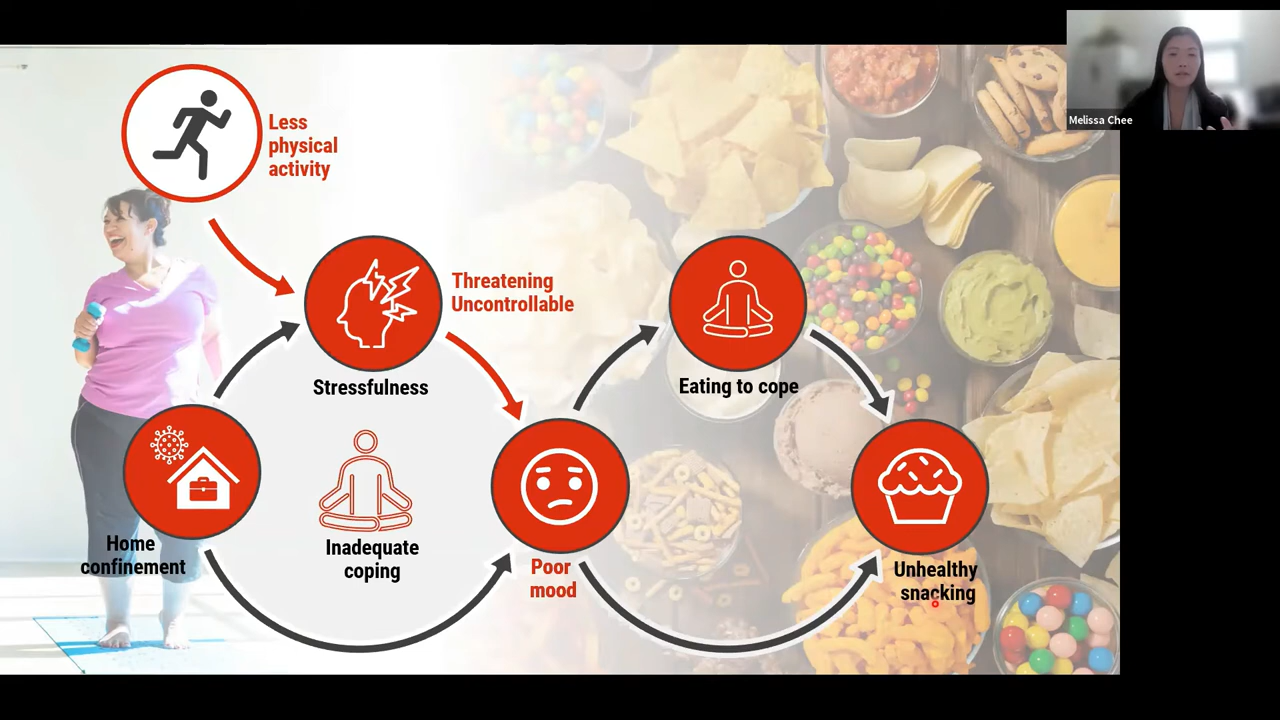 Melissa Chee
Less
physical
activity
Threatening
Uncontrollable
Stressfulness
Eating to cope
Home
confinement
Inadequate
coping
Poor
mood
Unhealthy
snacking